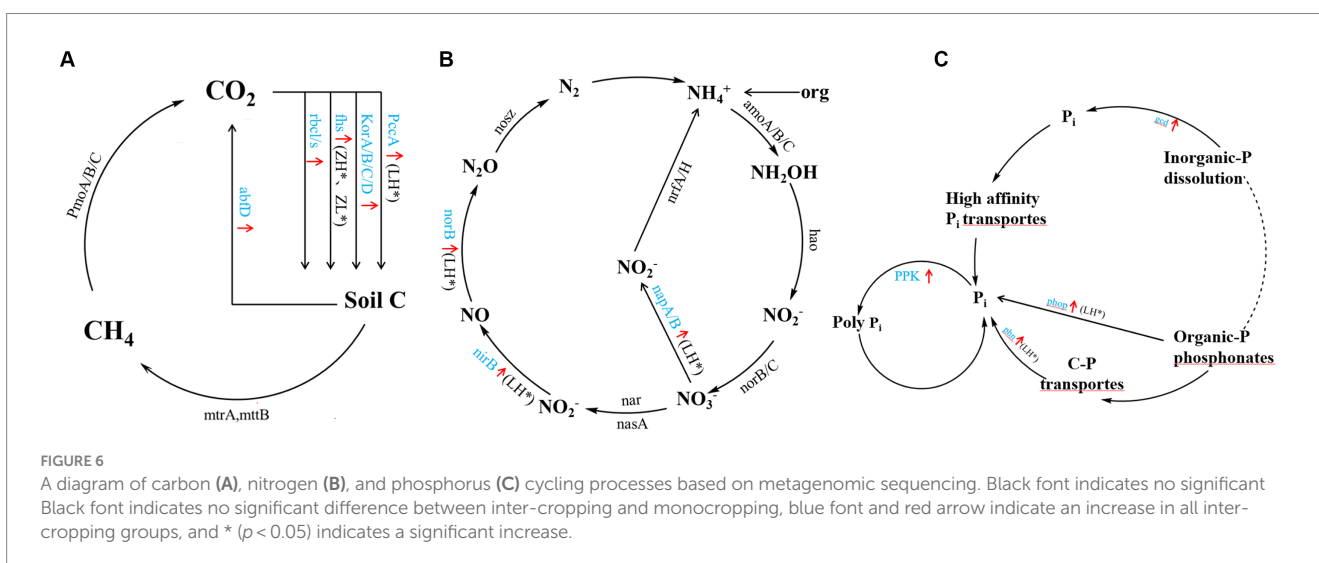 A
CO₂
PmoA/B/C
abfD
rbcl/s
fhs (ZH*、ZL*)
KorA/B/C/D
PccA (LH*)
Soil C
CH₄
mtrA,mttB
B
N₂
NH₄⁺
org
nosz
amoA/B/C
N₂O
NH₂OH
nrfA/H
norB (LH*)
hao
NO₂⁻
napA/B (LH*)
NO
NO₂⁻
nirB (LH*)
norB/C
NO₂⁻
nar
nasA
NO₃⁻
C
Pᵢ
gcd
Inorganic-P
dissolution
High affinity
Pᵢ transportes
PPK
Pᵢ
phop (LH*)
Poly Pᵢ
phn (LH*)
Organic-P
phosphonates
C-P
transportes
FIGURE 6
A diagram of carbon (A), nitrogen (B), and phosphorus (C) cycling processes based on metagenomic sequencing. Black font indicates no significant
Black font indicates no significant difference between inter-cropping and monocropping, blue font and red arrow indicate an increase in all inter-
cropping groups, and * (p < 0.05) indicates a significant increase.